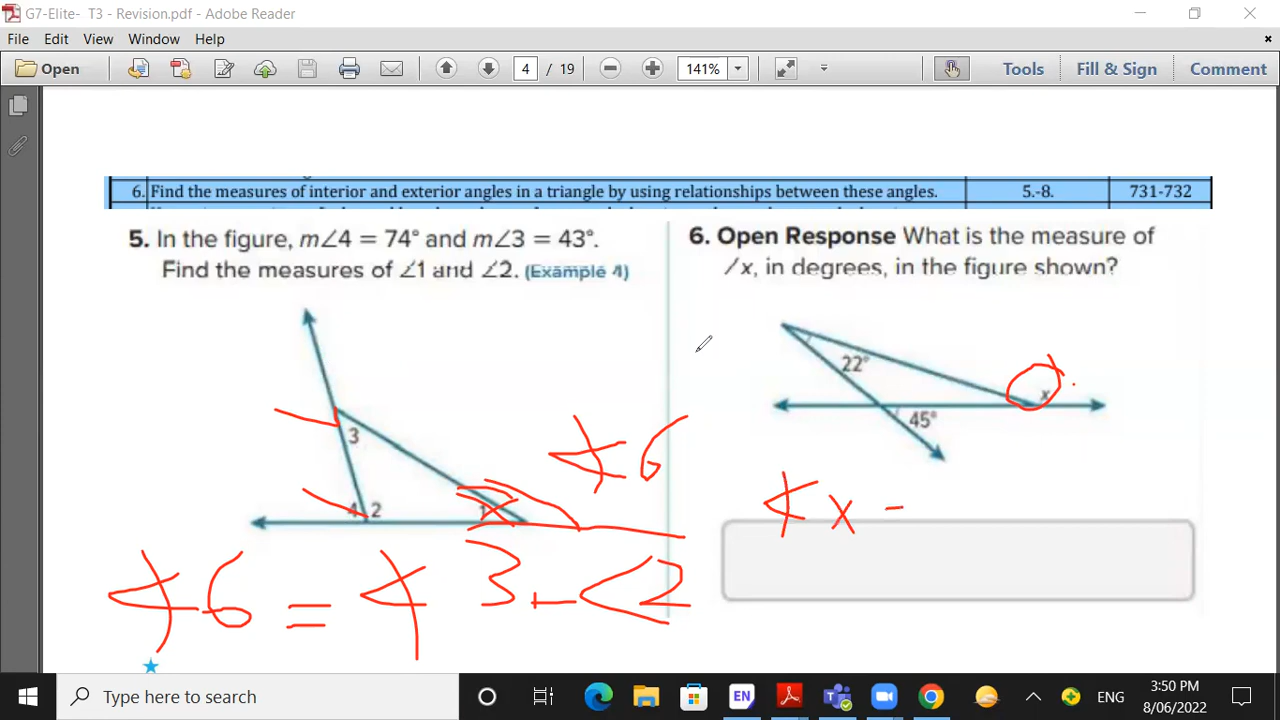 G7-Elite- T3 - Revision.pdf - Adobe Reader
File Edit View Window Help
Open 4 / 19 141% Tools Fill & Sign Comment
6. Find the measures of interior and exterior angles in a triangle by using relationships between these angles. 5.-8. 731-732
5. In the figure, m∠4 = 74° and m∠3 = 43°.
Find the measures of ∠1 and ∠2. (Example 4)
3
4 2
1
∢6
∢6 = ∢3+<2
6. Open Response What is the measure of
∠x, in degrees, in the figure shown?
22°
x
45°
∢x =
Type here to search
EN
ENG
3:50 PM
8/06/2022